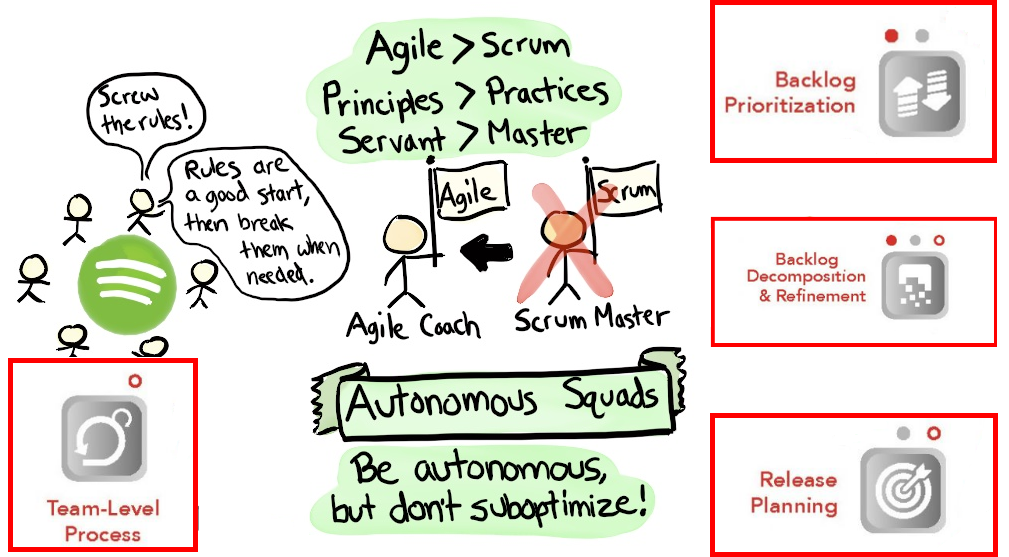 Agile > Scrum
Principles > Practices
Servant > Master
Screw
the rules!
Rules are
a good start,
then break
them when
needed.
Agile
Scrum
Agile Coach
Scrum Master
Autonomous Squads
Be autonomous,
but don't suboptimize!
Team-Level
Process
Backlog
Prioritization
Backlog
Decomposition
& Refinement
Release
Planning